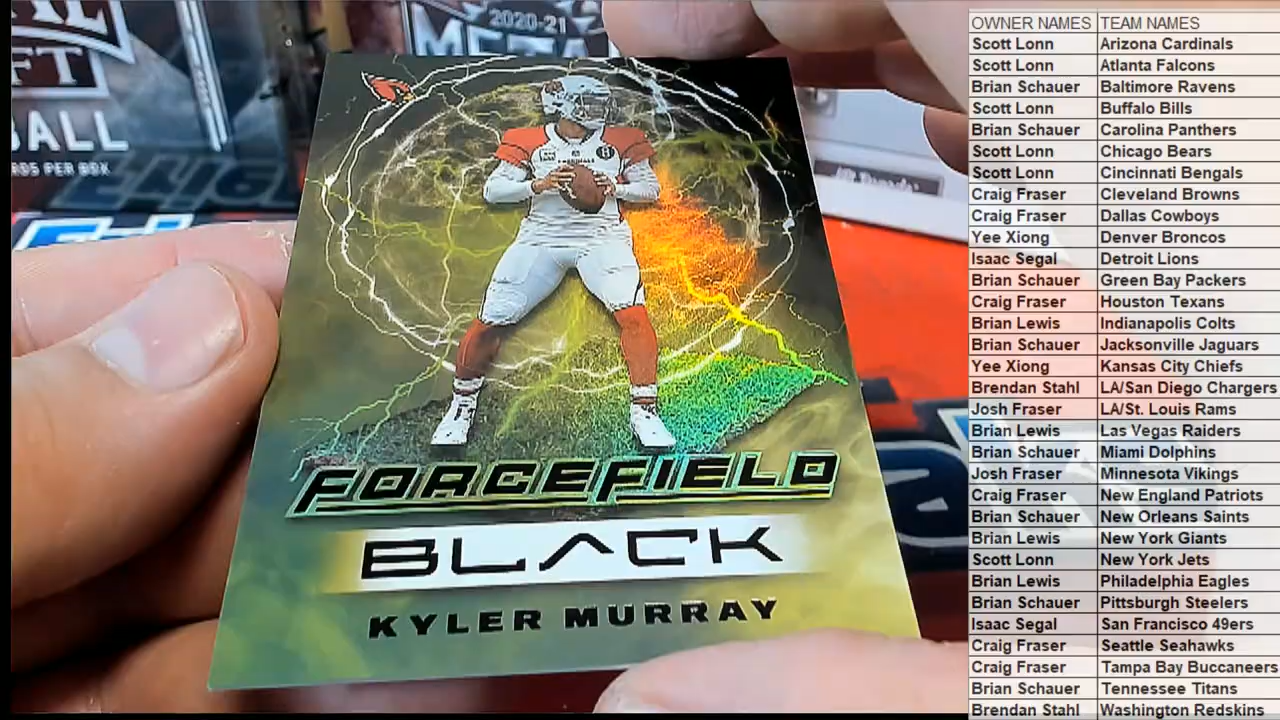 2020-21
METAL
FT
BALL
RDS PER BOX
FORCEFIELD
BLACK
KYLER MURRAY
OWNER NAMES TEAM NAMES
Scott Lonn Arizona Cardinals
Scott Lonn Atlanta Falcons
Brian Schauer Baltimore Ravens
Scott Lonn Buffalo Bills
Brian Schauer Carolina Panthers
Scott Lonn Chicago Bears
Scott Lonn Cincinnati Bengals
Craig Fraser Cleveland Browns
Craig Fraser Dallas Cowboys
Yee Xiong Denver Broncos
Isaac Segal Detroit Lions
Brian Schauer Green Bay Packers
Craig Fraser Houston Texans
Brian Lewis Indianapolis Colts
Brian Schauer Jacksonville Jaguars
Yee Xiong Kansas City Chiefs
Brendan Stahl LA/San Diego Chargers
Josh Fraser LA/St. Louis Rams
Brian Lewis Las Vegas Raiders
Brian Schauer Miami Dolphins
Josh Fraser Minnesota Vikings
Craig Fraser New England Patriots
Brian Schauer New Orleans Saints
Brian Lewis New York Giants
Scott Lonn New York Jets
Brian Lewis Philadelphia Eagles
Brian Schauer Pittsburgh Steelers
Isaac Segal San Francisco 49ers
Craig Fraser Seattle Seahawks
Craig Fraser Tampa Bay Buccaneers
Brian Schauer Tennessee Titans
Brendan Stahl Washington Redskins